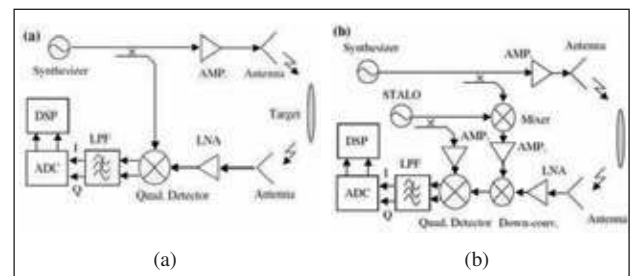 (a)
Synthesizer
AMP.
Antenna
Target
DSP
LPF
LNA
ADC
I
Q
Quad. Detector
Antenna
(a)
(b)
Synthesizer
AMP.
Antenna
STALO
Mixer
AMP.
AMP.
DSP
LPF
LNA
ADC
I
Q
Quad. Detector
Down-conv.
Antenna
Target
(b)